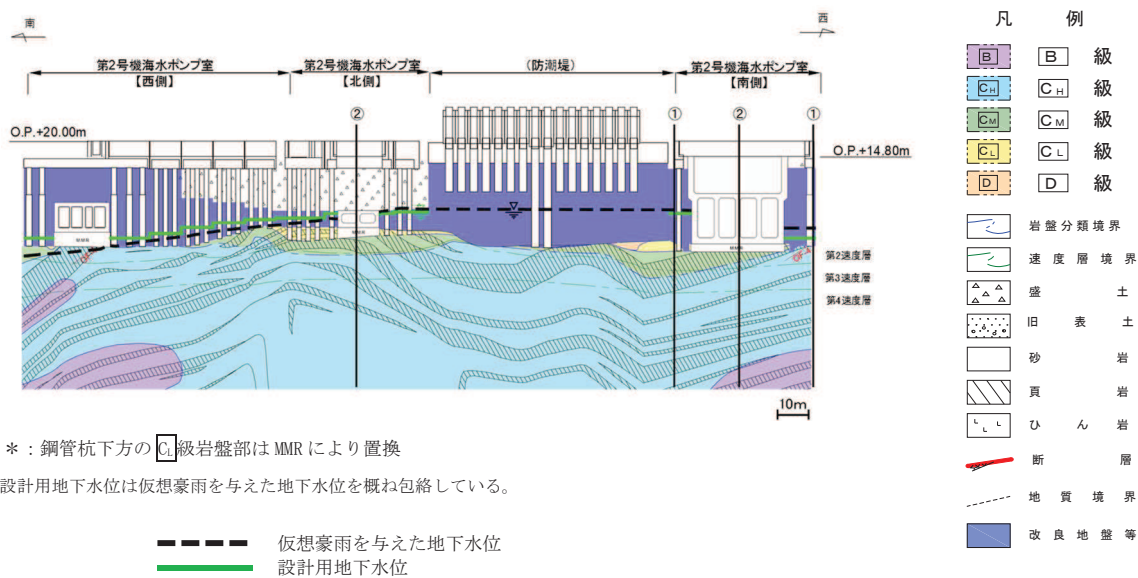 南
西
第2号機海水ポンプ室
【西側】
第2号機海水ポンプ室
【北側】
(防潮堤)
第2号機海水ポンプ室
【南側】
②
①
②
①
O.P.+20.00m
O.P.+14.80m
MMR
MMR
MMR
第2速度層
第3速度層
第4速度層
10m
*:鋼管杭下方のCL級岩盤部は MMR により置換
設計用地下水位は仮想豪雨を与えた地下水位を概ね包絡している。
仮想豪雨を与えた地下水位
設計用地下水位
凡 例
B B 級
CH CH 級
CM CM 級
CL CL 級
D D 級
岩盤分類境界
速度層境界
盛土
旧表土
砂岩
頁岩
ひん岩
断層
地質境界
改良地盤等